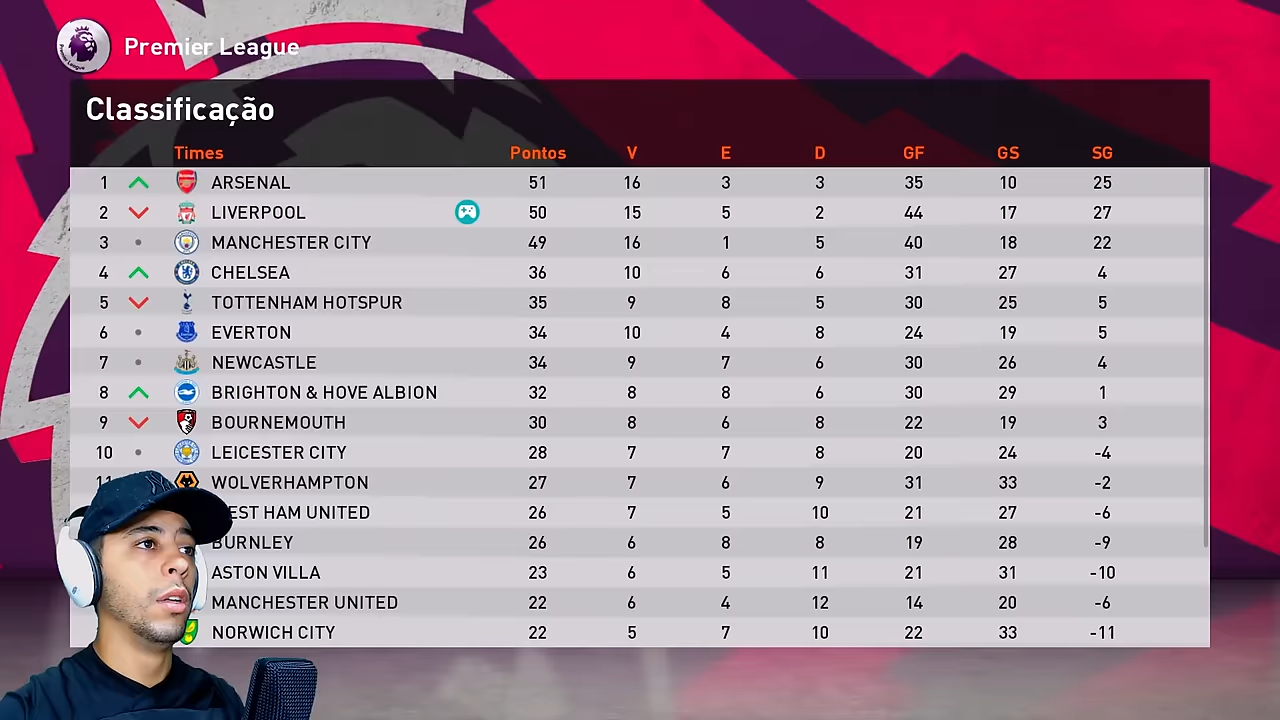 Premier League
Classificação
Times Pontos V E D GF GS SG
1 ARSENAL 51 16 3 3 35 10 25
2 LIVERPOOL 50 15 5 2 44 17 27
3 MANCHESTER CITY 49 16 1 5 40 18 22
4 CHELSEA 36 10 6 6 31 27 4
5 TOTTENHAM HOTSPUR 35 9 8 5 30 25 5
6 EVERTON 34 10 4 8 24 19 5
7 NEWCASTLE 34 9 7 6 30 26 4
8 BRIGHTON & HOVE ALBION 32 8 8 6 30 29 1
9 BOURNEMOUTH 30 8 6 8 22 19 3
10 LEICESTER CITY 28 7 7 8 20 24 -4
11 WOLVERHAMPTON 27 7 6 9 31 33 -2
EST HAM UNITED 26 7 5 10 21 27 -6
BURNLEY 26 6 8 8 19 28 -9
ASTON VILLA 23 6 5 11 21 31 -10
MANCHESTER UNITED 22 6 4 12 14 20 -6
NORWICH CITY 22 5 7 10 22 33 -11